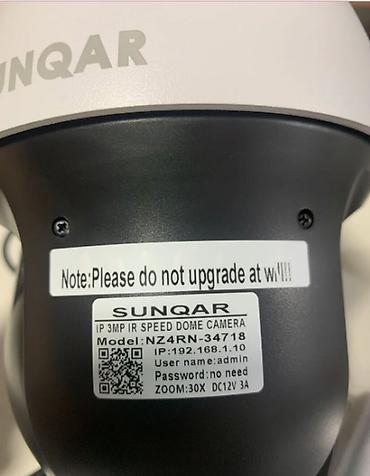 SUNQAR
Note:Please do not upgrade at will!!!
SUNQAR
IP 3MP IR SPEED DOME CAMERA
Model:NZ4RN-34718
IP:192.168.1.10
User name:admin
Password:no need
ZOOM:30X DC12V 3A